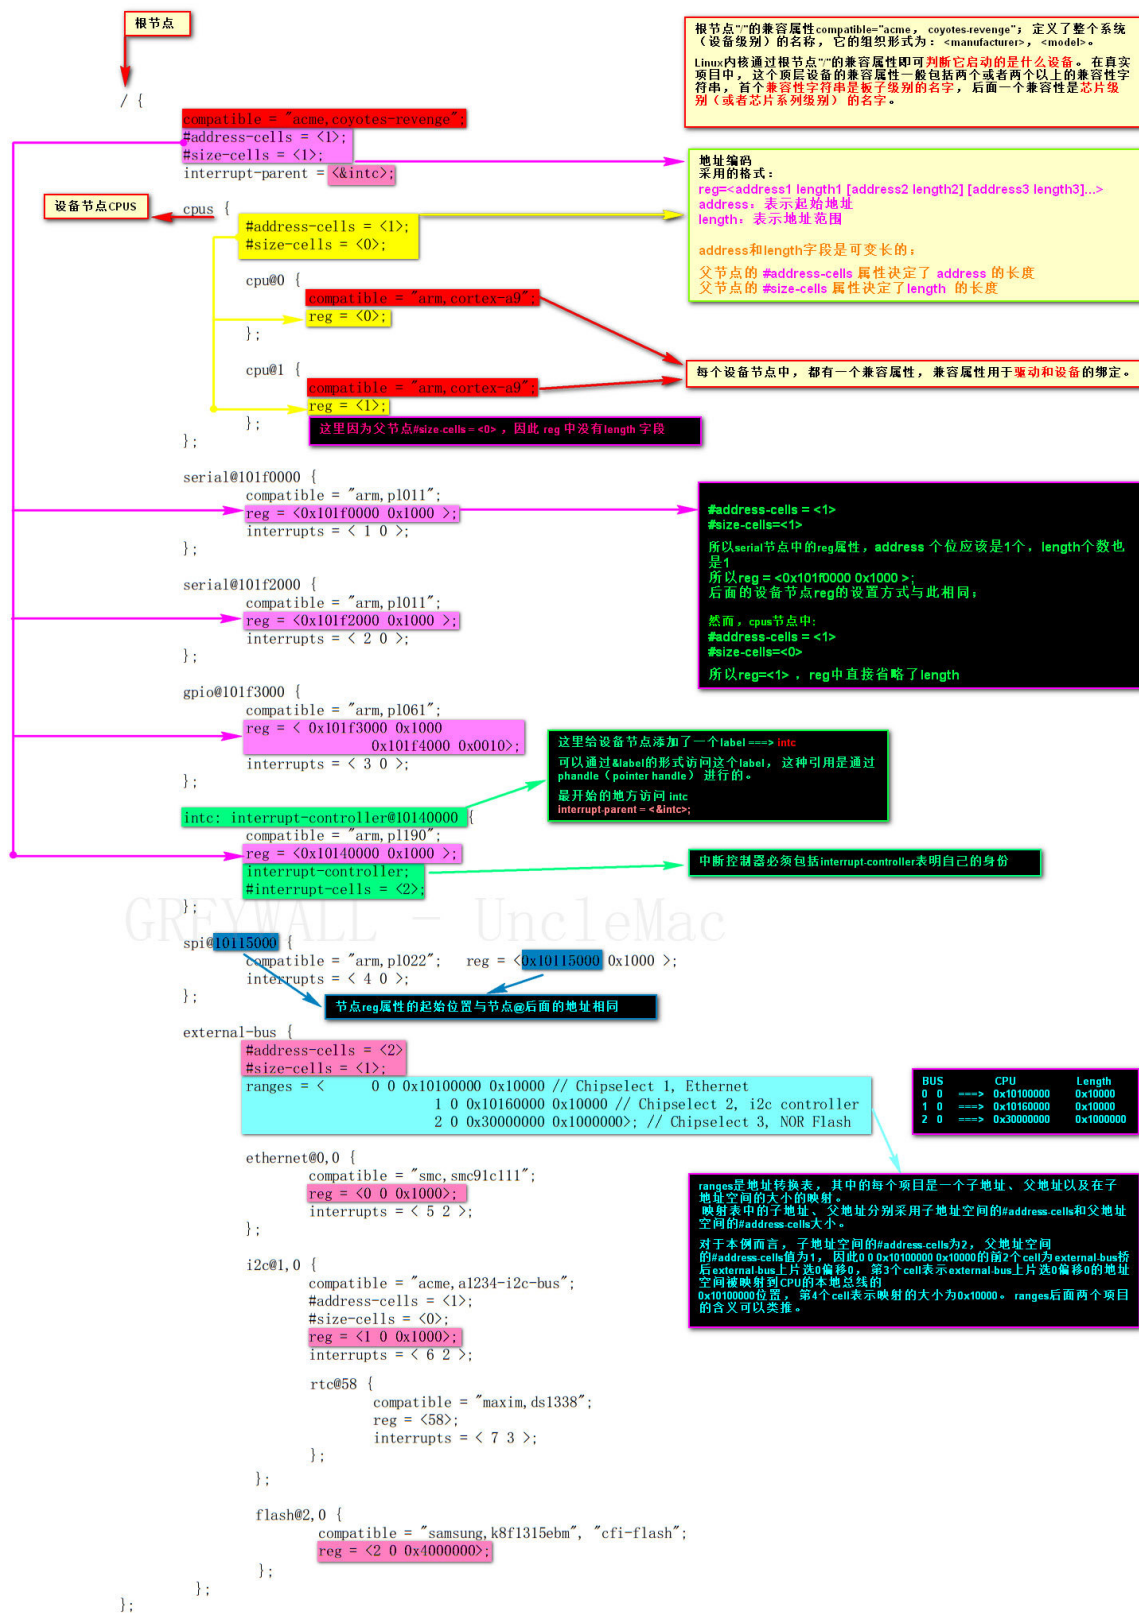 根节点
根节点"/"的兼容属性compatible="acme, coyotes-revenge"; 定义了整个系统
（设备级别）的名称，它的组织形式为：<manufacturer>，<model>。
Linux内核通过根节点"/"的兼容属性即可判断它启动的是什么设备。在真实
项目中，这个顶层设备的兼容属性一般包括两个或者两个以上的兼容性字
符串，首个兼容性字符串是板子级别的名字，后面一个兼容性是芯片级
别（或者芯片系列级别） 的名字。
/ {
compatible = "acme,coyotes-revenge";
#address-cells = <1>;
#size-cells = <1>;
interrupt-parent = <&intc>;
地址编码
采用的格式：
reg=<address1 length1 [address2 length2] [address3 length3]...>
address：表示起始地址
length：表示地址范围
address和length字段是可变长的；
父节点的 #address-cells 属性决定了 address 的长度
父节点的 #size-cells 属性决定了length 的长度
设备节点CPUS
cpus {
#address-cells = <1>;
#size-cells = <0>;
cpu@0 {
compatible = "arm,cortex-a9";
reg = <0>;
};
cpu@1 {
compatible = "arm,cortex-a9";
reg = <1>;
};
};
每个设备节点中，都有一个兼容属性，兼容属性用于驱动和设备的绑定。
这里因为父节点#size-cells = <0> ，因此 reg 中没有length 字段
serial@101f0000 {
compatible = "arm,pl011";
reg = <0x101f0000 0x1000 >;
interrupts = < 1 0 >;
};
serial@101f2000 {
compatible = "arm,pl011";
reg = <0x101f2000 0x1000 >;
interrupts = < 2 0 >;
};
#address-cells = <1>
#size-cells=<1>
所以serial节点中的reg属性，address 个位应该是1个，length个数也
是1
所以reg = <0x101f0000 0x1000 >;
后面的设备节点reg的设置方式与此相同；
然而，cpus节点中:
#address-cells = <1>
#size-cells=<0>
所以reg=<1> ，reg中直接省略了length
gpio@101f3000 {
compatible = "arm,pl061";
reg = < 0x101f3000 0x1000
0x101f4000 0x0010>;
interrupts = < 3 0 >;
};
这里给设备节点添加了一个label ===> intc
可以通过&label的形式访问这个label，这种引用是通过
phandle（pointer handle） 进行的。
最开始的地方访问 intc
interrupt-parent = <&intc>;
intc: interrupt-controller@10140000 {
compatible = "arm,pl190";
reg = <0x10140000 0x1000 >;
interrupt-controller;
#interrupt-cells = <2>;
};
中断控制器必须包括interrupt-controller表明自己的身份
GREYWALL - UncleMac
spi@10115000 {
compatible = "arm,pl022"; reg = <0x10115000 0x1000 >;
interrupts = < 4 0 >;
};
节点reg属性的起始位置与节点@后面的地址相同
external-bus {
#address-cells = <2>
#size-cells = <1>;
ranges = < 0 0 0x10100000 0x10000 // Chipselect 1, Ethernet
1 0 0x10160000 0x10000 // Chipselect 2, i2c controller
2 0 0x30000000 0x1000000>; // Chipselect 3, NOR Flash
BUS CPU Length
0 0 ===> 0x10100000 0x10000
1 0 ===> 0x10160000 0x10000
2 0 ===> 0x30000000 0x1000000
ethernet@0,0 {
compatible = "smc,smc91c111";
reg = <0 0 0x1000>;
interrupts = < 5 2 >;
};
ranges是地址转换表，其中的每个项目是一个子地址、父地址以及在子
地址空间的大小的映射。
映射表中的子地址、父地址分别采用子地址空间的#address-cells和父地址
空间的#address-cells大小。
对于本例而言，子地址空间的#address-cells为2，父地址空间
的#address-cells值为1，因此0 0 0x10100000 0x10000的前2个cell为external-bus桥
后external-bus上片选0偏移0，第3个cell表示external-bus上片选0偏移0的地址
空间被映射到CPU的本地总线的
0x10100000位置，第4个cell表示映射的大小为0x10000。ranges后面两个项目
的含义可以类推。
i2c@1,0 {
compatible = "acme,a1234-i2c-bus";
#address-cells = <1>;
#size-cells = <0>;
reg = <1 0 0x1000>;
interrupts = < 6 2 >;
rtc@58 {
compatible = "maxim,ds1338";
reg = <58>;
interrupts = < 7 3 >;
};
};
flash@2,0 {
compatible = "samsung,k8f1315ebm", "cfi-flash";
reg = <2 0 0x4000000>;
};
};
};